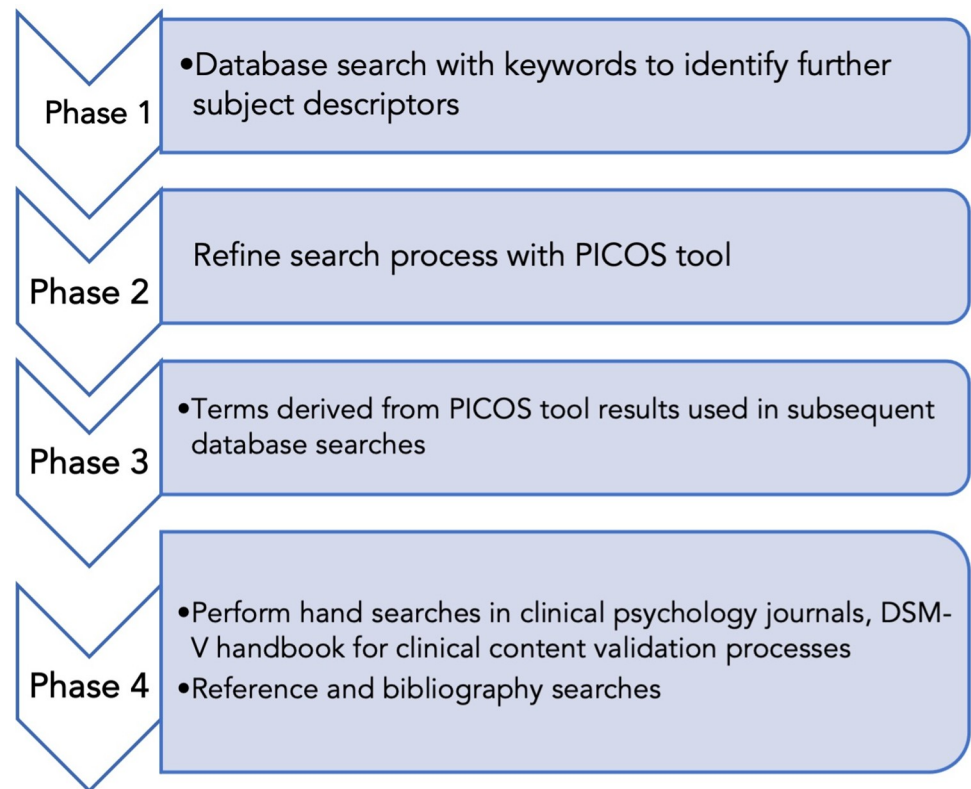 Phase 1
•Database search with keywords to identify further
subject descriptors
Phase 2
Refine search process with PICOS tool
Phase 3
•Terms derived from PICOS tool results used in subsequent
database searches
Phase 4
•Perform hand searches in clinical psychology journals, DSM-
V handbook for clinical content validation processes
•Reference and bibliography searches